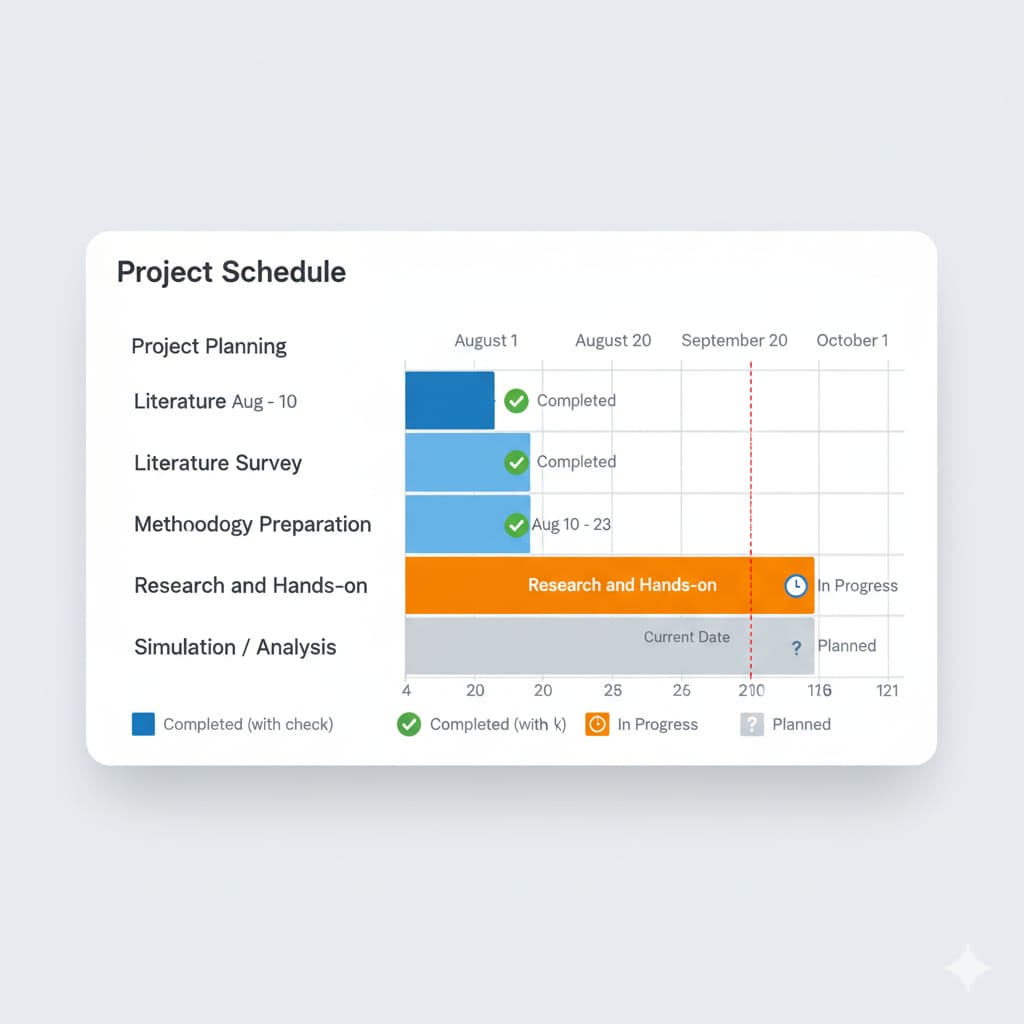 Project Schedule
Project Planning
August 1 August 20 September 20 October 1
Literature Aug - 10 Completed
Literature Survey Completed
Methoodogy Preparation Aug 10 - 23
Research and Hands-on Research and Hands-on In Progress
Simulation / Analysis Current Date ? Planned
4 20 20 25 26 210 116 121
Completed (with check) Completed (with k) In Progress ? Planned